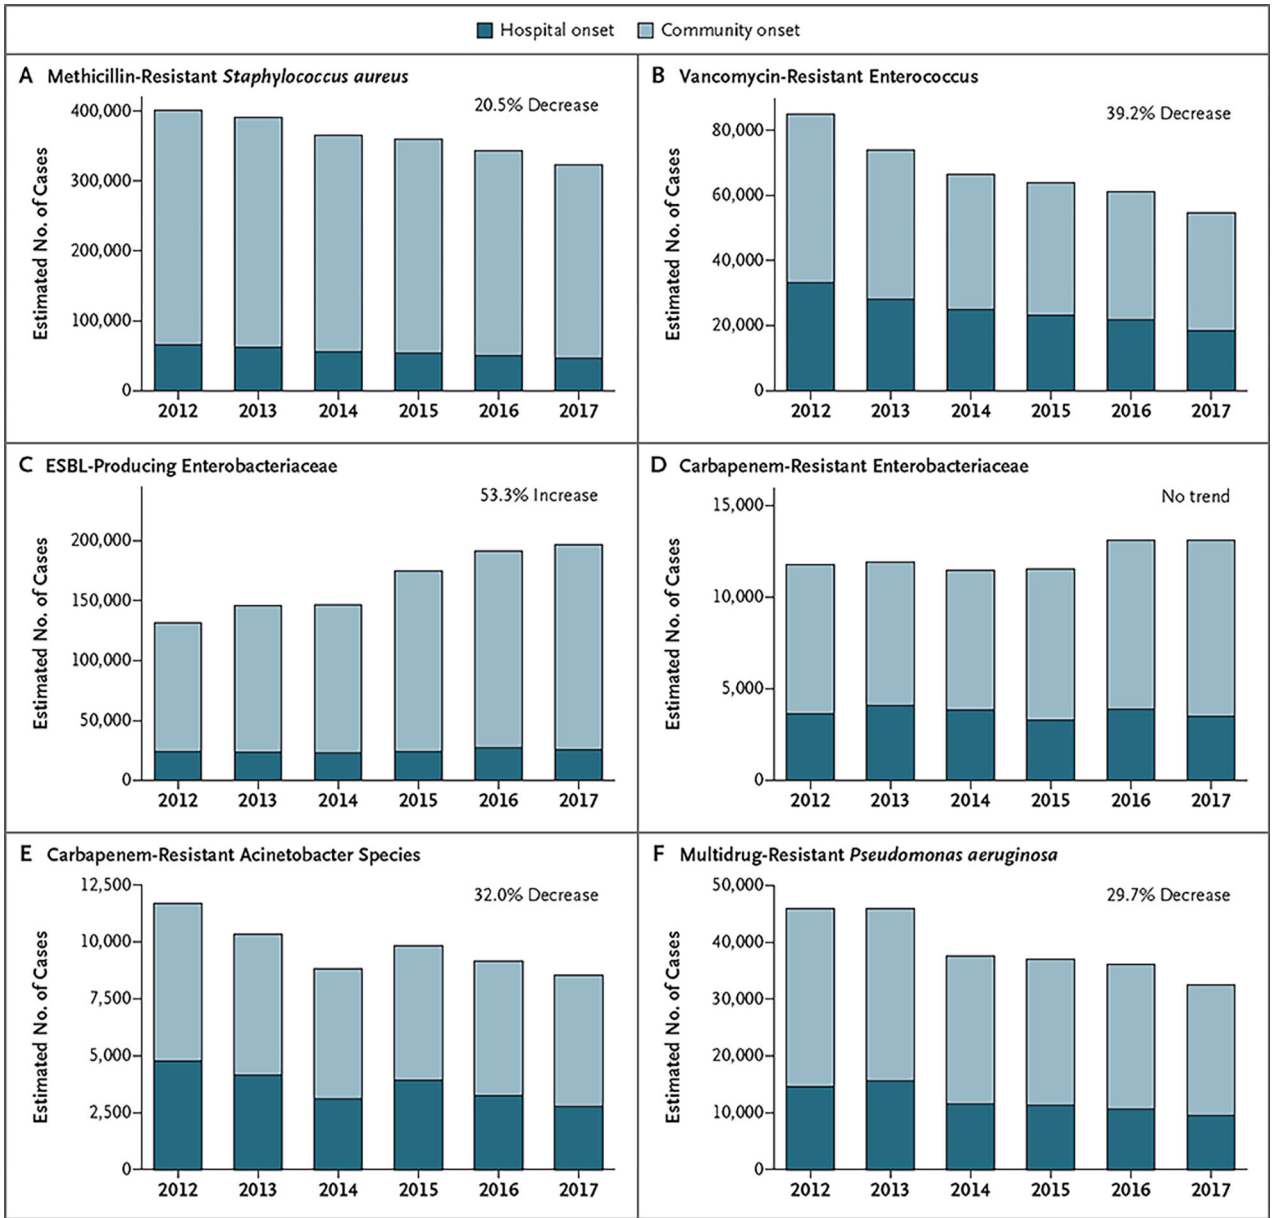 Hospital onset Community onset
A Methicillin-Resistant Staphylococcus aureus
20.5% Decrease
Estimated No. of Cases
400,000
300,000
200,000
100,000
0
2012 2013 2014 2015 2016 2017
B Vancomycin-Resistant Enterococcus
39.2% Decrease
Estimated No. of Cases
80,000
60,000
40,000
20,000
0
2012 2013 2014 2015 2016 2017
C ESBL-Producing Enterobacteriaceae
53.3% Increase
Estimated No. of Cases
200,000
150,000
100,000
50,000
0
2012 2013 2014 2015 2016 2017
D Carbapenem-Resistant Enterobacteriaceae
No trend
Estimated No. of Cases
15,000
10,000
5,000
0
2012 2013 2014 2015 2016 2017
E Carbapenem-Resistant Acinetobacter Species
32.0% Decrease
Estimated No. of Cases
12,500
10,000
7,500
5,000
2,500
0
2012 2013 2014 2015 2016 2017
F Multidrug-Resistant Pseudomonas aeruginosa
29.7% Decrease
Estimated No. of Cases
50,000
40,000
30,000
20,000
10,000
0
2012 2013 2014 2015 2016 2017